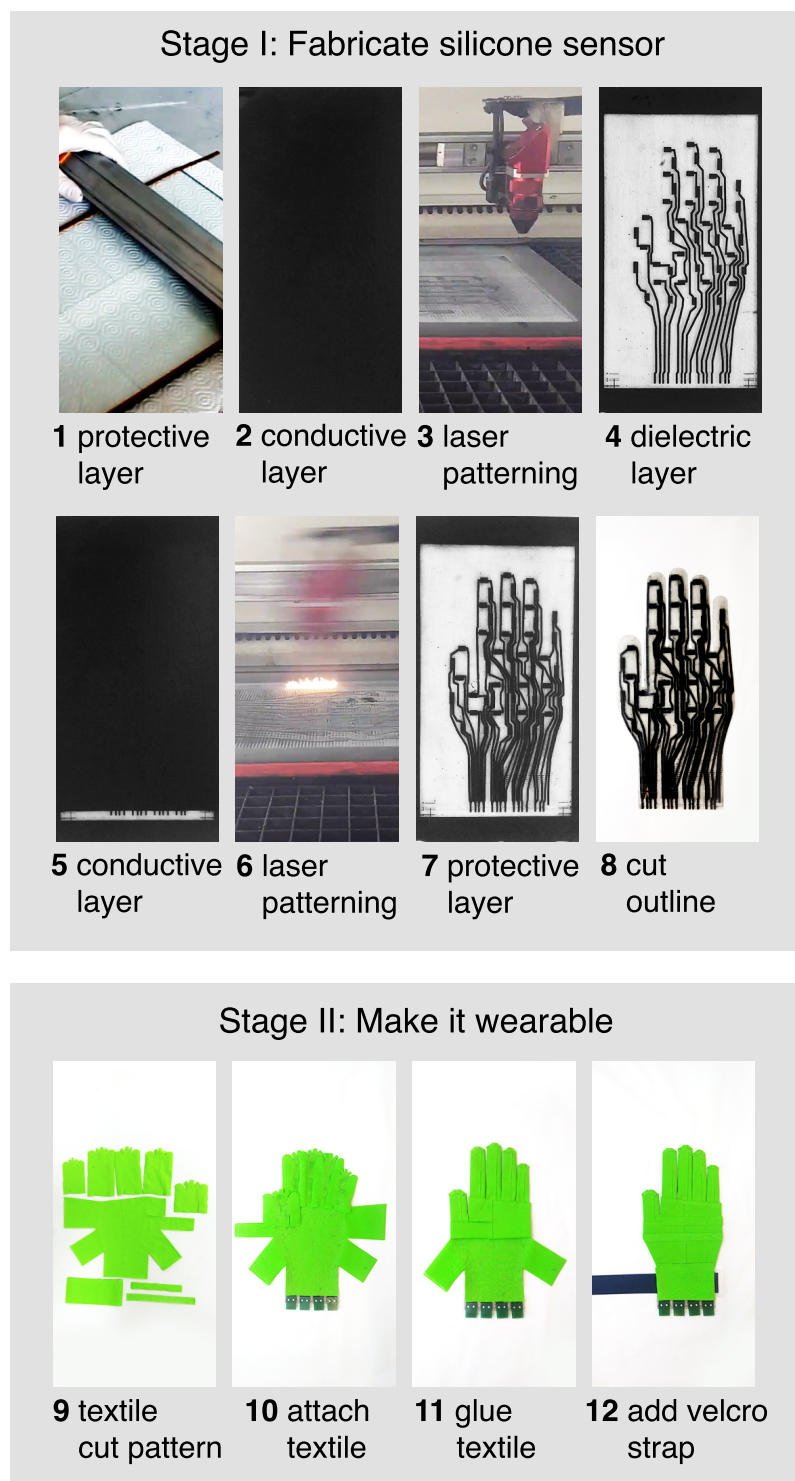 Stage I: Fabricate silicone sensor
1 protective
layer
2 conductive
layer
3 laser
patterning
4 dielectric
layer
5 conductive
layer
6 laser
patterning
7 protective
layer
8 cut
outline
Stage II: Make it wearable
9 textile
cut pattern
10 attach
textile
11 glue
textile
12 add velcro
strap